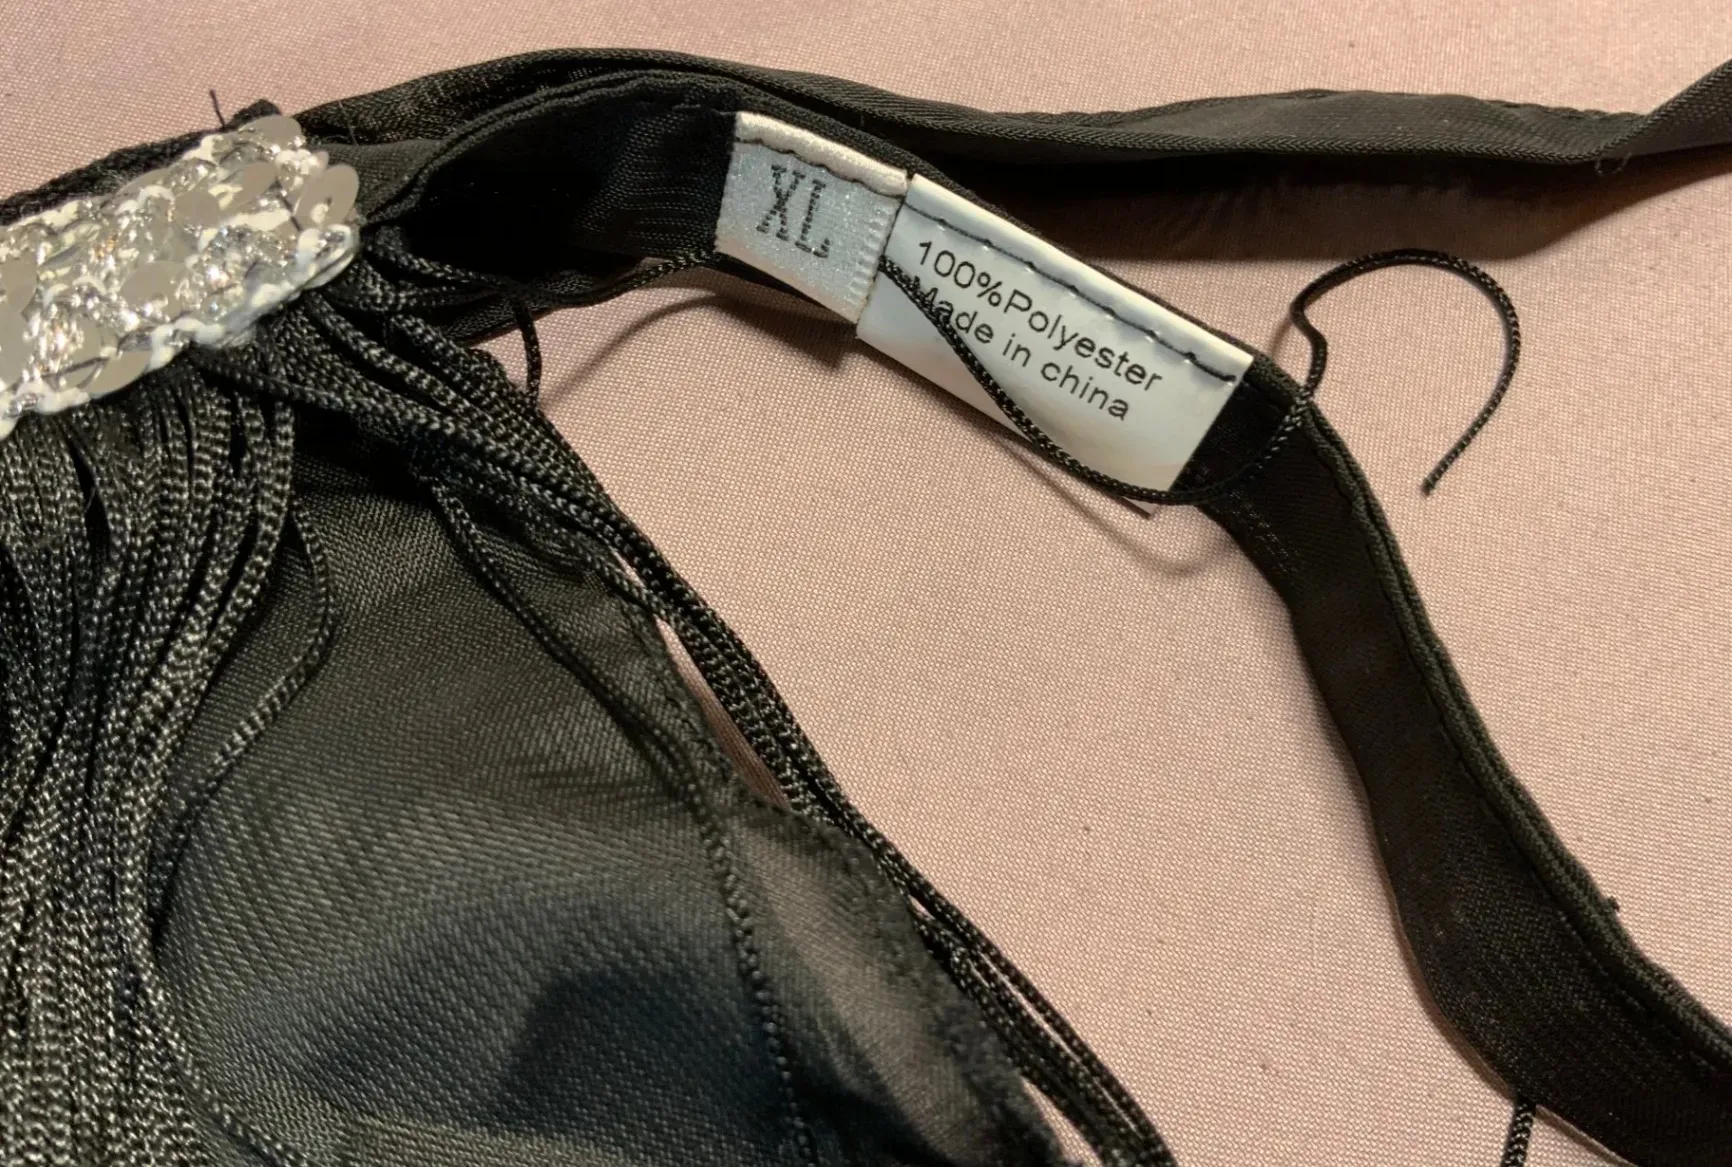 XL
100%Polyester
Made in china